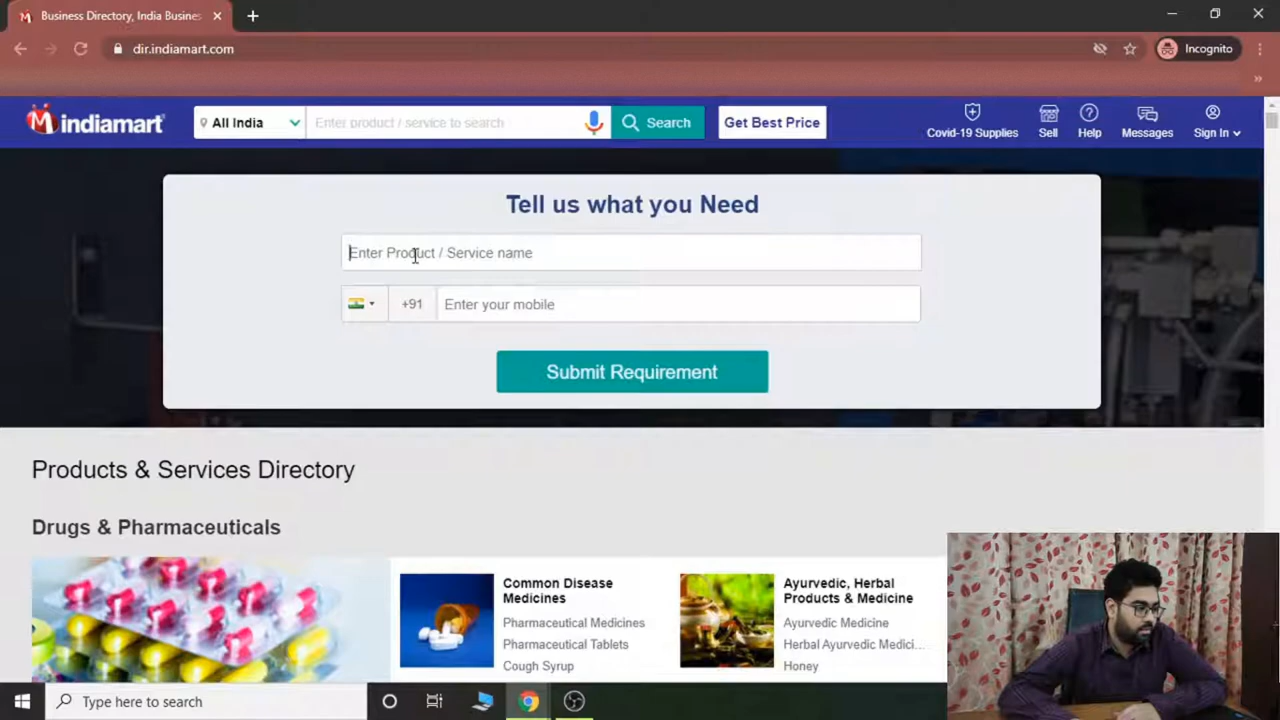 Business Directory, India Busines
dir.indiamart.com
Incognito
indiamart
All India
Enter product / service to search
Search
Get Best Price
Covid-19 Supplies
Sell
Help
Messages
Sign In
Tell us what you Need
Enter Product / Service name
+91
Enter your mobile
Submit Requirement
Products & Services Directory
Drugs & Pharmaceuticals
Common Disease
Medicines
Pharmaceutical Medicines
Pharmaceutical Tablets
Cough Syrup
Ayurvedic, Herbal
Products & Medicine
Ayurvedic Medicine
Herbal Ayurvedic Medici...
Honey
Type here to search